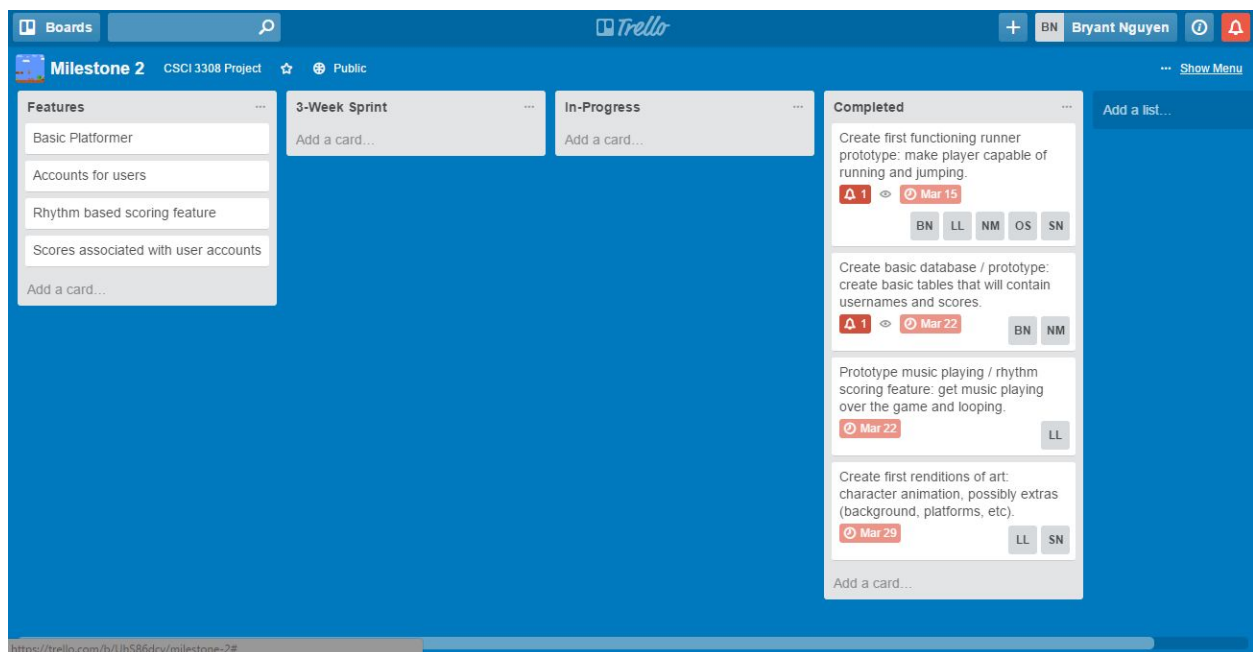 Boards
Trello
+
BN Bryant Nguyen
Milestone 2 CSCI 3308 Project Public
... Show Menu
Features ...
Basic Platformer
Accounts for users
Rhythm based scoring feature
Scores associated with user accounts
Add a card...
3-Week Sprint ...
Add a card...
In-Progress ...
Add a card...
Completed ...
Create first functioning runner
prototype: make player capable of
running and jumping.
1 Mar 15
BN LL NM OS SN
Create basic database / prototype:
create basic tables that will contain
usernames and scores.
1 Mar 22
BN NM
Prototype music playing / rhythm
scoring feature: get music playing
over the game and looping.
Mar 22
LL
Create first renditions of art:
character animation, possibly extras
(background, platforms, etc).
Mar 29
LL SN
Add a card...
Add a list...
https://trello.com/b/UhS86dcv/milestone-2#